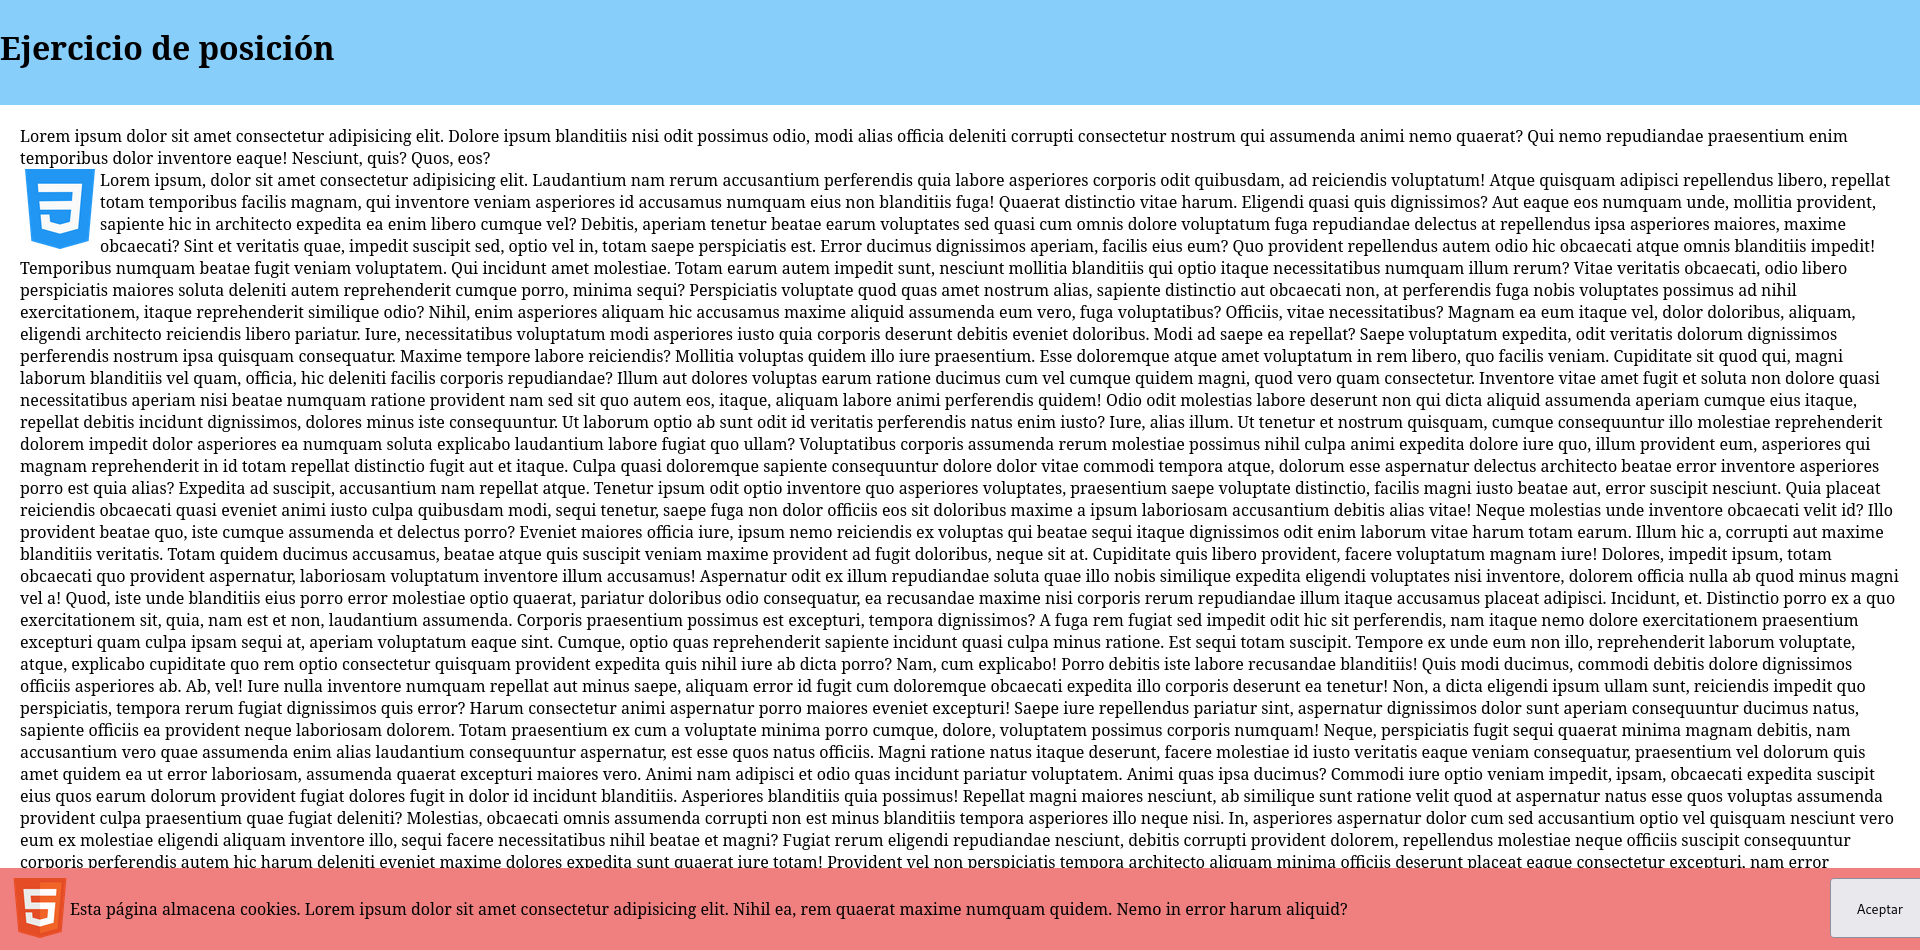 Ejercicio de posición
Lorem ipsum dolor sit amet consectetur adipisicing elit. Dolore ipsum blanditiis nisi odit possimus odio, modi alias officia deleniti corrupti consectetur nostrum qui assumenda animi nemo quaerat? Qui nemo repudiandae praesentium enim
temporibus dolor inventore eaque! Nesciunt, quis? Quos, eos?
Lorem ipsum, dolor sit amet consectetur adipisicing elit. Laudantium nam rerum accusantium perferendis quia labore asperiores corporis odit quibusdam, ad reiciendis voluptatum! Atque quisquam adipisci repellendus libero, repellat
totam temporibus facilis magnam, qui inventore veniam asperiores id accusamus numquam eius non blanditiis fuga! Quaerat distinctio vitae harum. Eligendi quasi quis dignissimos? Aut eaque eos numquam unde, mollitia provident,
sapiente hic in architecto expedita ea enim libero cumque vel? Debitis, aperiam tenetur beatae earum voluptates sed quasi cum omnis dolore voluptatum fuga repudiandae delectus at repellendus ipsa asperiores maiores, maxime
obcaecati? Sint et veritatis quae, impedit suscipit sed, optio vel in, totam saepe perspiciatis est. Error ducimus dignissimos aperiam, facilis eius eum? Quo provident repellendus autem odio hic obcaecati atque omnis blanditiis impedit!
Temporibus numquam beatae fugit veniam voluptatem. Qui incidunt amet molestiae. Totam earum autem impedit sunt, nesciunt mollitia blanditiis qui optio itaque necessitatibus numquam illum rerum? Vitae veritatis obcaecati, odio libero
perspiciatis maiores soluta deleniti autem reprehenderit cumque porro, minima sequi? Perspiciatis voluptate quod quas amet nostrum alias, sapiente distinctio aut obcaecati non, at perferendis fuga nobis voluptates possimus ad nihil
exercitationem, itaque reprehenderit similique odio? Nihil, enim asperiores aliquam hic accusamus maxime aliquid assumenda eum vero, fuga voluptatibus? Officiis, vitae necessitatibus? Magnam ea eum itaque vel, dolor doloribus, aliquam,
eligendi architecto reiciendis libero pariatur. Iure, necessitatibus voluptatum modi asperiores iusto quia corporis deserunt debitis eveniet doloribus. Modi ad saepe ea repellat? Saepe voluptatum expedita, odit veritatis dolorum dignissimos
perferendis nostrum ipsa quisquam consequatur. Maxime tempore labore reiciendis? Mollitia voluptas quidem illo iure praesentium. Esse doloremque atque amet voluptatum in rem libero, quo facilis veniam. Cupiditate sit quod qui, magni
laborum blanditiis vel quam, officia, hic deleniti facilis corporis repudiandae? Illum aut dolores voluptas earum ratione ducimus cum vel cumque quidem magni, quod vero quam consectetur. Inventore vitae amet fugit et soluta non dolore quasi
necessitatibus aperiam nisi beatae numquam ratione provident nam sed sit quo autem eos, itaque, aliquam labore animi perferendis quidem! Odio odit molestias labore deserunt non qui dicta aliquid assumenda aperiam cumque eius itaque,
repellat debitis incidunt dignissimos, dolores minus iste consequuntur. Ut laborum optio ab sunt odit id veritatis perferendis natus enim iusto? Iure, alias illum. Ut tenetur et nostrum quisquam, cumque consequuntur illo molestiae reprehenderit
dolorem impedit dolor asperiores ea numquam soluta explicabo laudantium labore fugiat quo ullam? Voluptatibus corporis assumenda rerum molestiae possimus nihil culpa animi expedita dolore iure quo, illum provident eum, asperiores qui
magnam reprehenderit in id totam repellat distinctio fugit aut et itaque. Culpa quasi doloremque sapiente consequuntur dolore dolor vitae commodi tempora atque, dolorum esse aspernatur delectus architecto beatae error inventore asperiores
porro est quia alias? Expedita ad suscipit, accusantium nam repellat atque. Tenetur ipsum odit optio inventore quo asperiores voluptates, praesentium saepe voluptate distinctio, facilis magni iusto beatae aut, error suscipit nesciunt. Quia placeat
reiciendis obcaecati quasi eveniet animi iusto culpa quibusdam modi, sequi tenetur, saepe fuga non dolor officiis eos sit doloribus maxime a ipsum laboriosam accusantium debitis alias vitae! Neque molestias unde inventore obcaecati velit id? Illo
provident beatae quo, iste cumque assumenda et delectus porro? Eveniet maiores officia iure, ipsum nemo reiciendis ex voluptas qui beatae sequi itaque dignissimos odit enim laborum vitae harum totam earum. Illum hic a, corrupti aut maxime
blanditiis veritatis. Totam quidem ducimus accusamus, beatae atque quis suscipit veniam maxime provident ad fugit doloribus, neque sit at. Cupiditate quis libero provident, facere voluptatum magnam iure! Dolores, impedit ipsum, totam
obcaecati quo provident aspernatur, laboriosam voluptatum inventore illum accusamus! Aspernatur odit ex illum repudiandae soluta quae illo nobis similique expedita eligendi voluptates nisi inventore, dolorem officia nulla ab quod minus magni
vel a! Quod, iste unde blanditiis eius porro error molestiae optio quaerat, pariatur doloribus odio consequatur, ea recusandae maxime nisi corporis rerum repudiandae illum itaque accusamus placeat adipisci. Incidunt, et. Distinctio porro ex a quo
exercitationem sit, quia, nam est et non, laudantium assumenda. Corporis praesentium possimus est excepturi, tempora dignissimos? A fuga rem fugiat sed impedit odit hic sit perferendis, nam itaque nemo dolore exercitationem praesentium
excepturi quam culpa ipsam sequi at, aperiam voluptatum eaque sint. Cumque, optio quas reprehenderit sapiente incidunt quasi culpa minus ratione. Est sequi totam suscipit. Tempore ex unde eum non illo, reprehenderit laborum voluptate,
atque, explicabo cupiditate quo rem optio consectetur quisquam provident expedita quis nihil iure ab dicta porro? Nam, cum explicabo! Porro debitis iste labore recusandae blanditiis! Quis modi ducimus, commodi debitis dolore dignissimos
officiis asperiores ab. Ab, vel! Iure nulla inventore numquam repellat aut minus saepe, aliquam error id fugit cum doloremque obcaecati expedita illo corporis deserunt ea tenetur! Non, a dicta eligendi ipsum ullam sunt, reiciendis impedit quo
perspiciatis, tempora rerum fugiat dignissimos quis error? Harum consectetur animi aspernatur porro maiores eveniet excepturi! Saepe iure repellendus pariatur sint, aspernatur dignissimos dolor sunt aperiam consequuntur ducimus natus,
sapiente officiis ea provident neque laboriosam dolorem. Totam praesentium ex cum a voluptate minima porro cumque, dolore, voluptatem possimus corporis numquam! Neque, perspiciatis fugit sequi quaerat minima magnam debitis, nam
accusantium vero quae assumenda enim alias laudantium consequuntur aspernatur, est esse quos natus officiis. Magni ratione natus itaque deserunt, facere molestiae id iusto veritatis eaque veniam consequatur, praesentium vel dolorum quis
amet quidem ea ut error laboriosam, assumenda quaerat excepturi maiores vero. Animi nam adipisci et odio quas incidunt pariatur voluptatem. Animi quas ipsa ducimus? Commodi iure optio veniam impedit, ipsam, obcaecati expedita suscipit
eius quos earum dolorum provident fugiat dolores fugit in dolor id incidunt blanditiis. Asperiores blanditiis quia possimus! Repellat magni maiores nesciunt, ab similique sunt ratione velit quod at aspernatur natus esse quos voluptas assumenda
provident culpa praesentium quae fugiat deleniti? Molestias, obcaecati omnis assumenda corrupti non est minus blanditiis tempora asperiores illo neque nisi. In, asperiores aspernatur dolor cum sed accusantium optio vel quisquam nesciunt vero
eum ex molestiae eligendi aliquam inventore illo, sequi facere necessitatibus nihil beatae et magni? Fugiat rerum eligendi repudiandae nesciunt, debitis corrupti provident dolorem, repellendus molestiae neque officiis suscipit consequuntur
corporis perferendis autem hic harum deleniti eveniet maxime dolores expedita sunt quaerat iure totam! Provident vel non perspiciatis tempora architecto aliquam minima officiis deserunt placeat eaque consectetur excepturi, nam error
Esta página almacena cookies. Lorem ipsum dolor sit amet consectetur adipisicing elit. Nihil ea, rem quaerat maxime numquam quidem. Nemo in error harum aliquid?
Aceptar